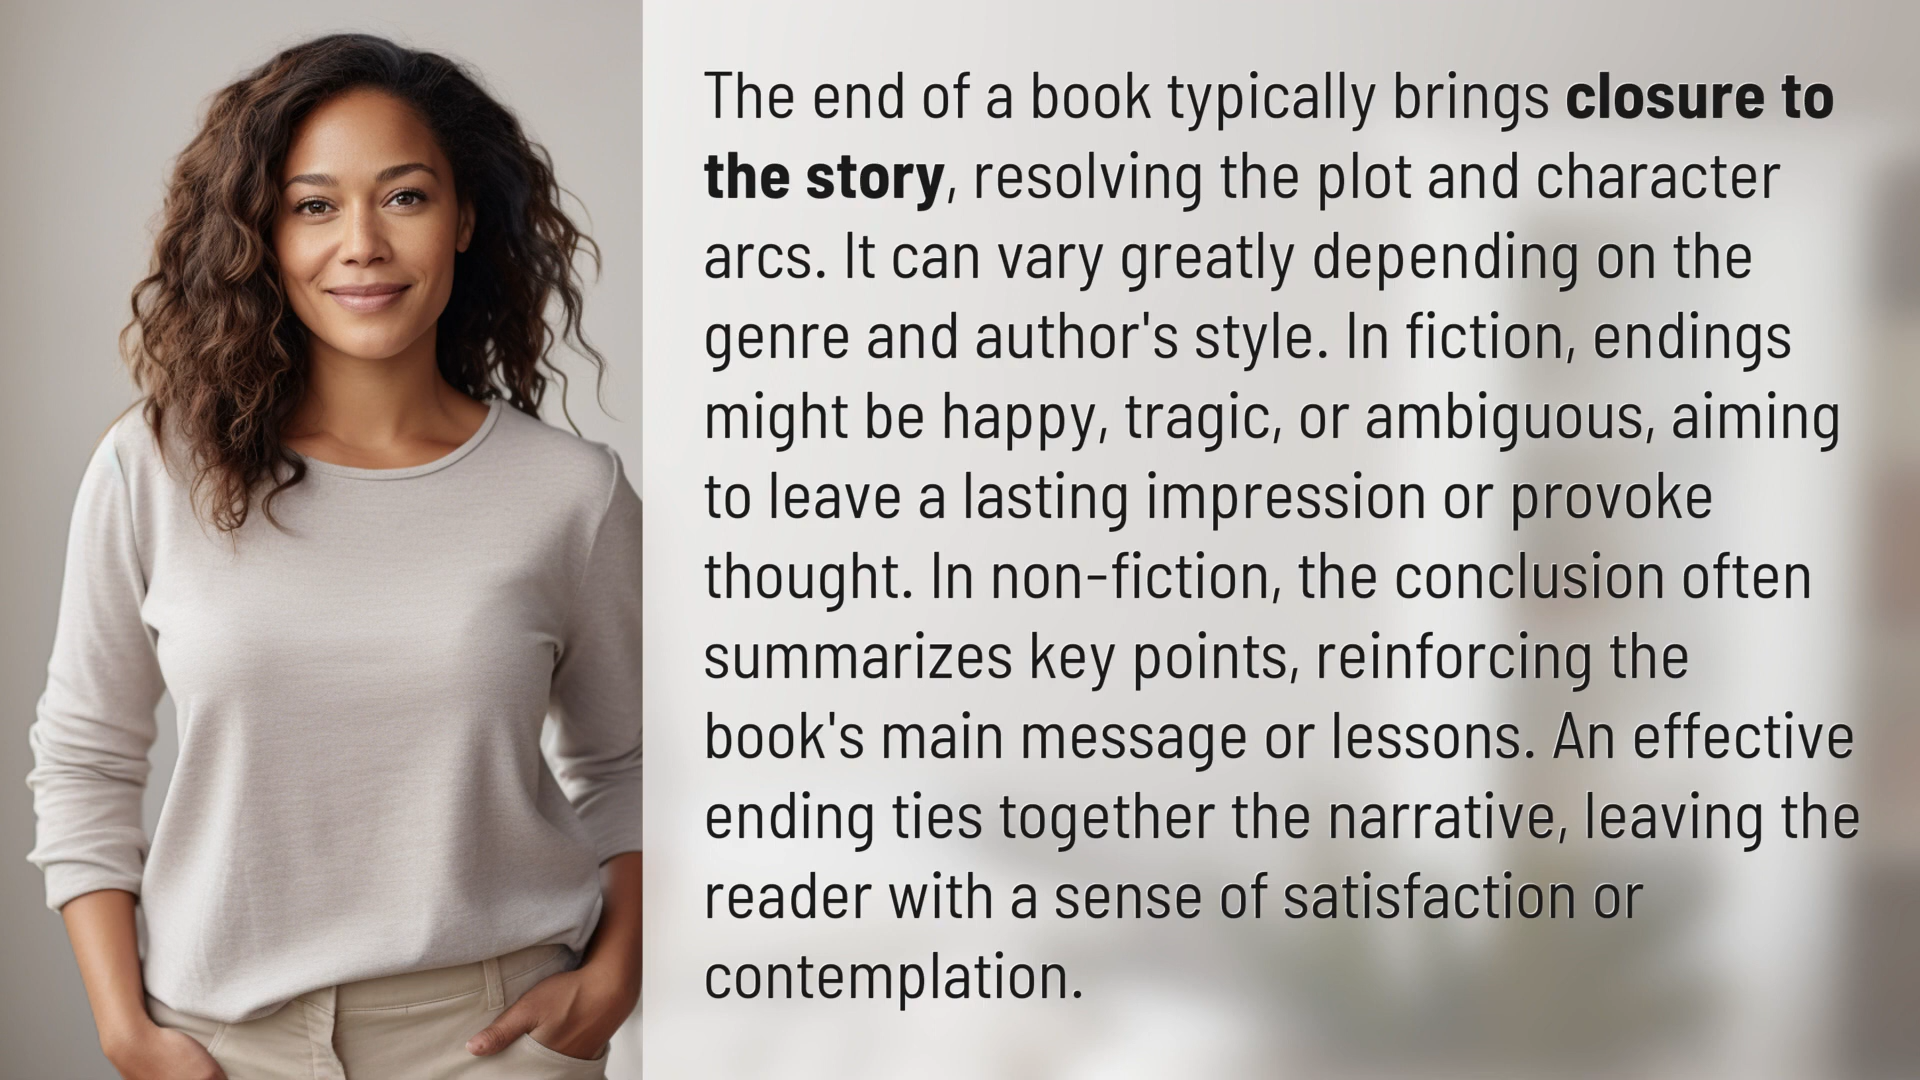 The end of a book typically brings closure to
the story, resolving the plot and character
arcs. It can vary greatly depending on the
genre and author's style. In fiction, endings
might be happy, tragic, or ambiguous, aiming
to leave a lasting impression or provoke
thought. In non-fiction, the conclusion often
summarizes key points, reinforcing the
book's main message or lessons. An effective
ending ties together the narrative, leaving the
reader with a sense of satisfaction or
contemplation.